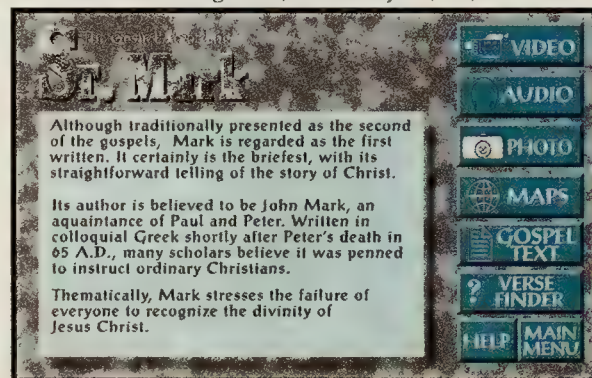 St. Mark
Although traditionally presented as the second
of the gospels, Mark is regarded as the first
written. It certainly is the briefest, with its
straightforward telling of the story of Christ.
Its author is believed to be John Mark, an
aquaintance of Paul and Peter. Written in
colloquial Greek shortly after Peter's death in
65 A.D., many scholars believe it was penned
to instruct ordinary Christians.
Thematically, Mark stresses the failure of
everyone to recognize the divinity of
Jesus Christ.
VIDEO
AUDIO
PHOTO
MAPS
GOSPEL
TEXT
? VERSE
FINDER
HELP
MAIN
MENU